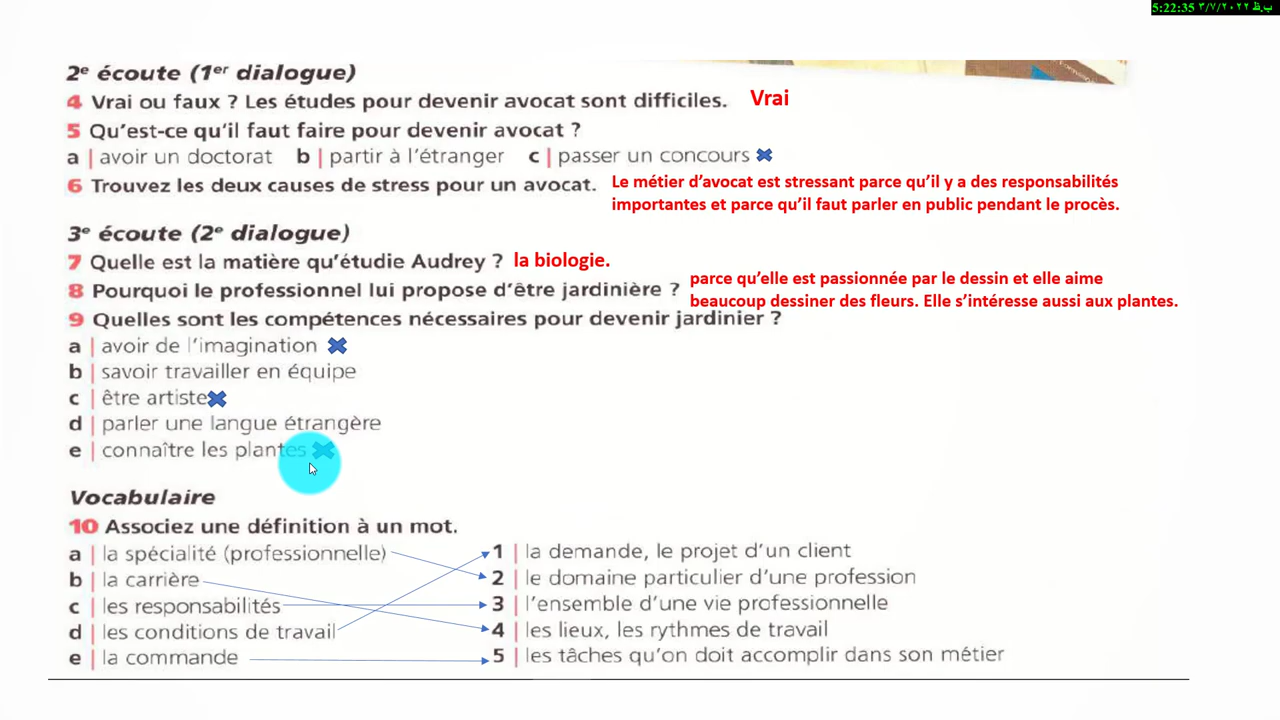 5:22:35 ۳/۷/۲۰۲۲ ب.ظ
2e écoute (1er dialogue)
4 Vrai ou faux ? Les études pour devenir avocat sont difficiles. Vrai
5 Qu'est-ce qu'il faut faire pour devenir avocat ?
a | avoir un doctorat b | partir à l'étranger c | passer un concours
6 Trouvez les deux causes de stress pour un avocat. Le métier d'avocat est stressant parce qu'il y a des responsabilités
importantes et parce qu'il faut parler en public pendant le procès.
3e écoute (2e dialogue)
7 Quelle est la matière qu'étudie Audrey ? la biologie.
8 Pourquoi le professionnel lui propose d'être jardinière ? parce qu'elle est passionnée par le dessin et elle aime
beaucoup dessiner des fleurs. Elle s'intéresse aussi aux plantes.
9 Quelles sont les compétences nécessaires pour devenir jardinier ?
a | avoir de l'imagination
b | savoir travailler en équipe
c | être artiste
d | parler une langue étrangère
e | connaître les plantes
Vocabulaire
10 Associez une définition à un mot.
a | la spécialité (professionnelle) 1 | la demande, le projet d'un client
b | la carrière 2 | le domaine particulier d'une profession
c | les responsabilités 3 | l'ensemble d'une vie professionnelle
d | les conditions de travail 4 | les lieux, les rythmes de travail
e | la commande 5 | les tâches qu'on doit accomplir dans son métier